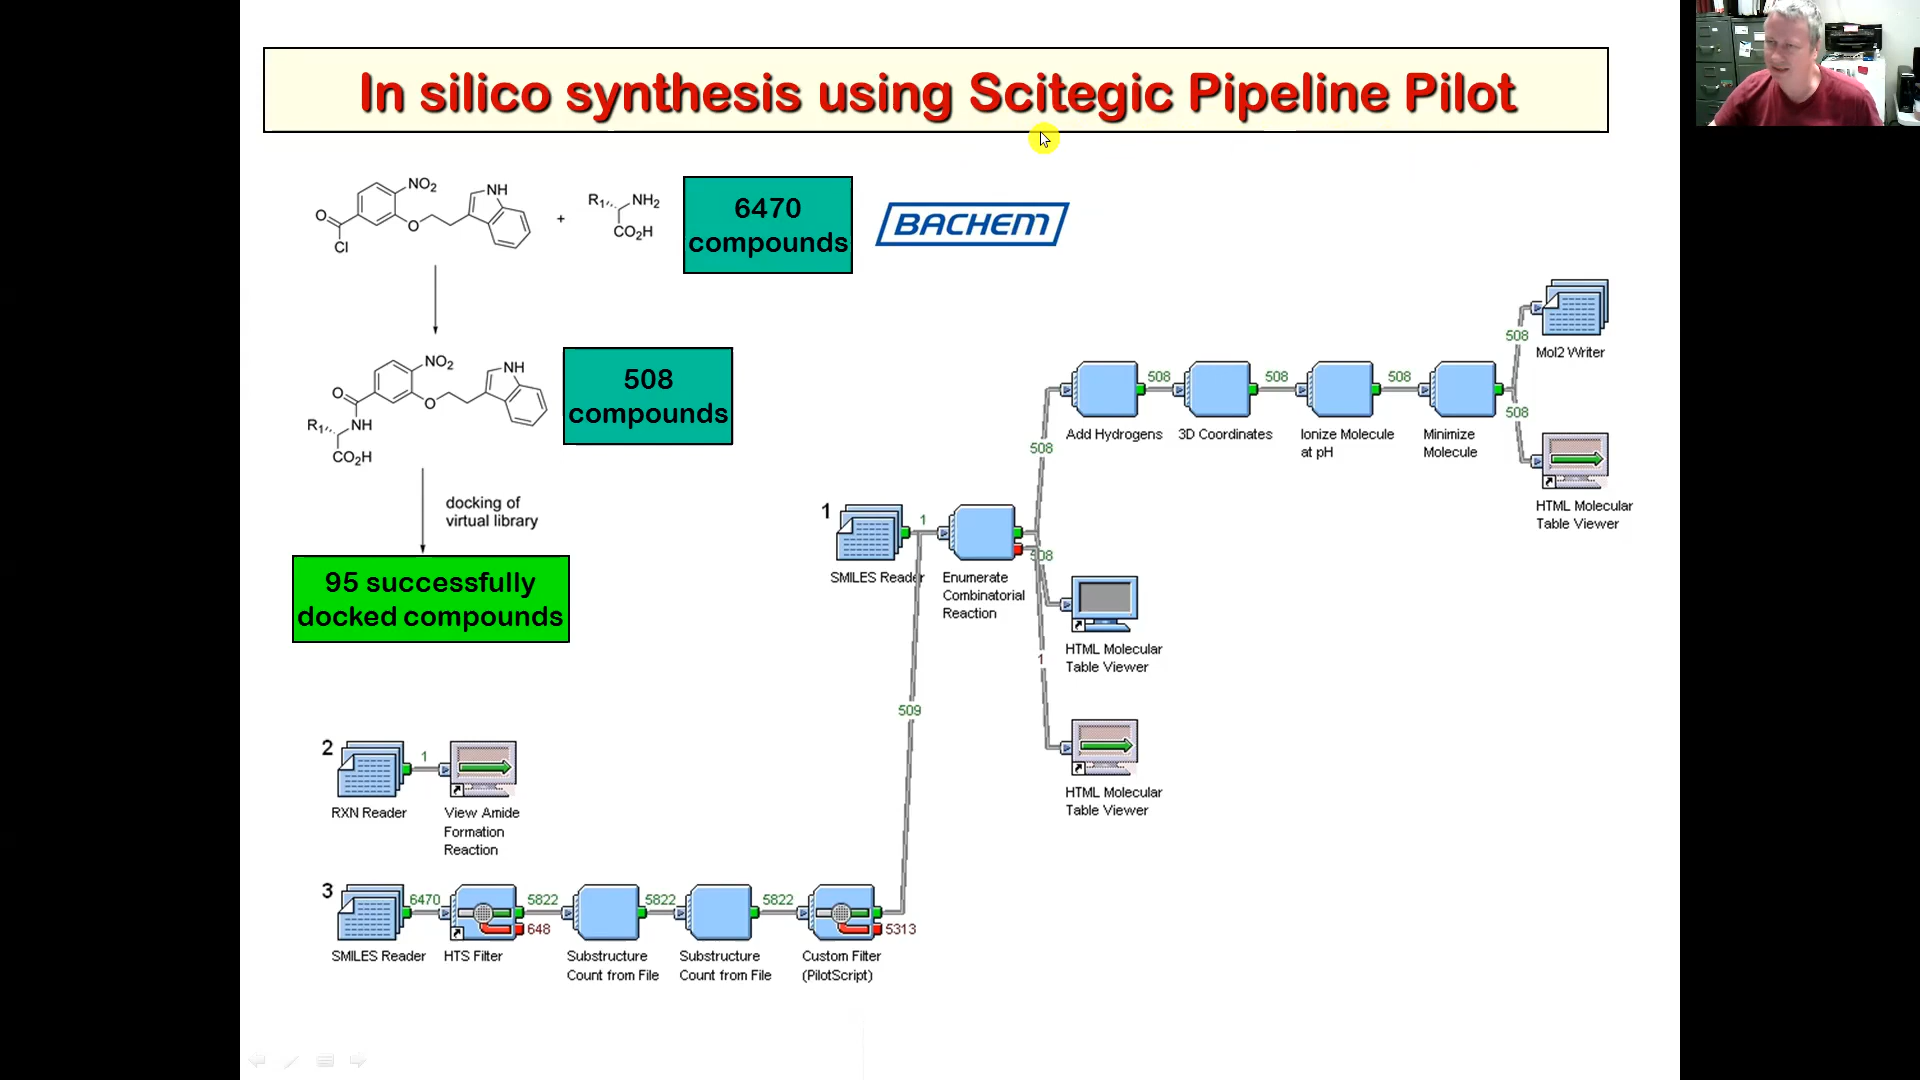 In silico synthesis using Scitegic Pipeline Pilot
NO2
NH
O
O
Cl
+
R1
NH2
CO2H
6470
compounds
BACHEM
NO2
NH
O
O
R1
NH
CO2H
508
compounds
docking of
virtual library
95 successfully
docked compounds
1
SMILES Reader
1
Enumerate
Combinatorial
Reaction
508
508
1
509
Add Hydrogens
508
3D Coordinates
508
Ionize Molecule
at pH
508
Minimize
Molecule
508
508
Mol2 Writer
HTML Molecular
Table Viewer
HTML Molecular
Table Viewer
HTML Molecular
Table Viewer
2
RXN Reader
1
View Amide
Formation
Reaction
3
SMILES Reader
6470
HTS Filter
5822
648
Substructure
Count from File
5822
Substructure
Count from File
5822
Custom Filter
(PilotScript)
5313